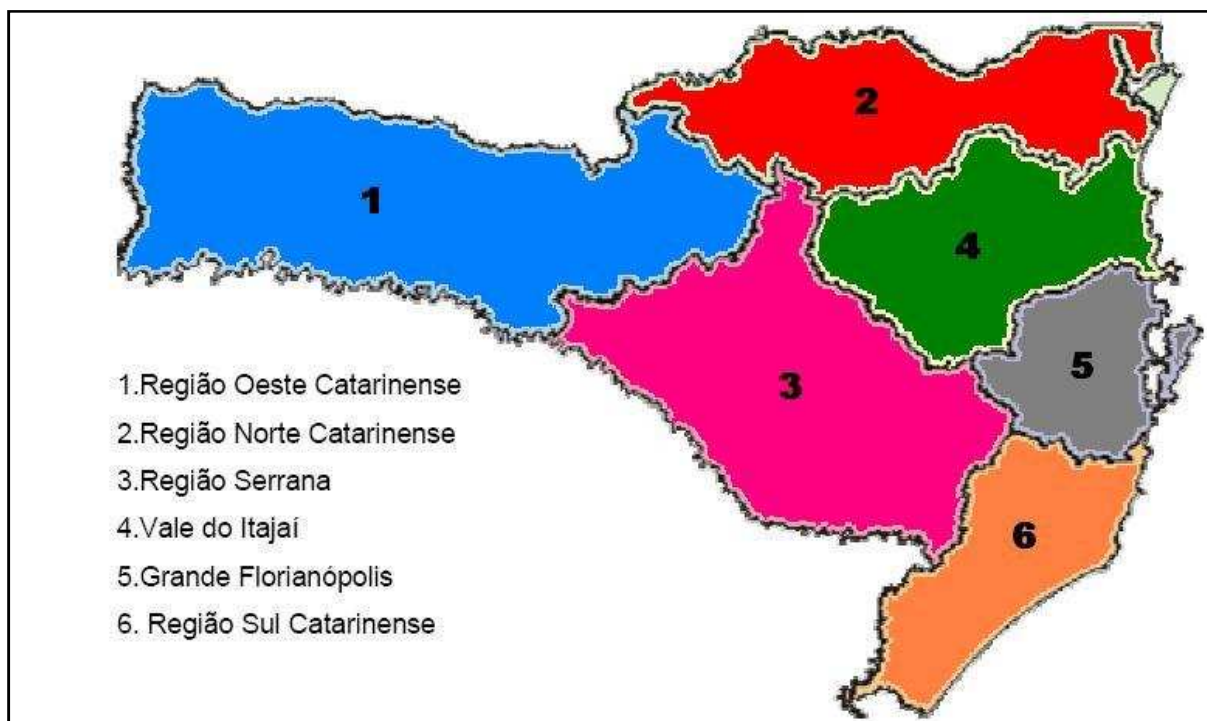 2
1
4
5
3
6
1.Região Oeste Catarinense
2.Região Norte Catarinense
3.Região Serrana
4.Vale do Itajaí
5.Grande Florianópolis
6. Região Sul Catarinense